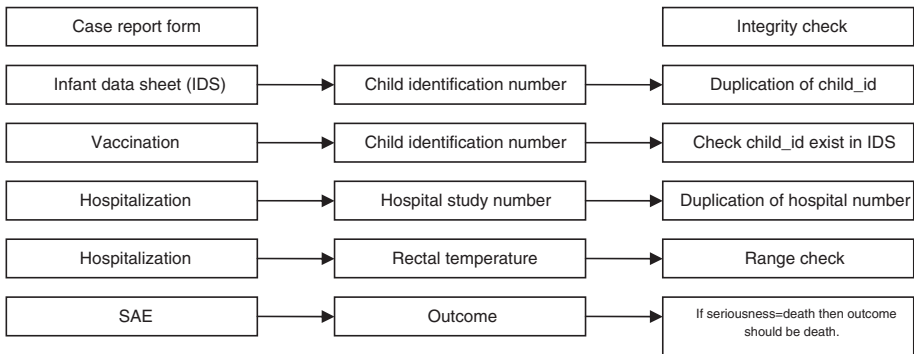 Case report form
Integrity check
Infant data sheet (IDS)
Child identification number
Duplication of child_id
Vaccination
Child identification number
Check child_id exist in IDS
Hospitalization
Hospital study number
Duplication of hospital number
Hospitalization
Rectal temperature
Range check
SAE
Outcome
If seriousness=death then outcome
should be death.